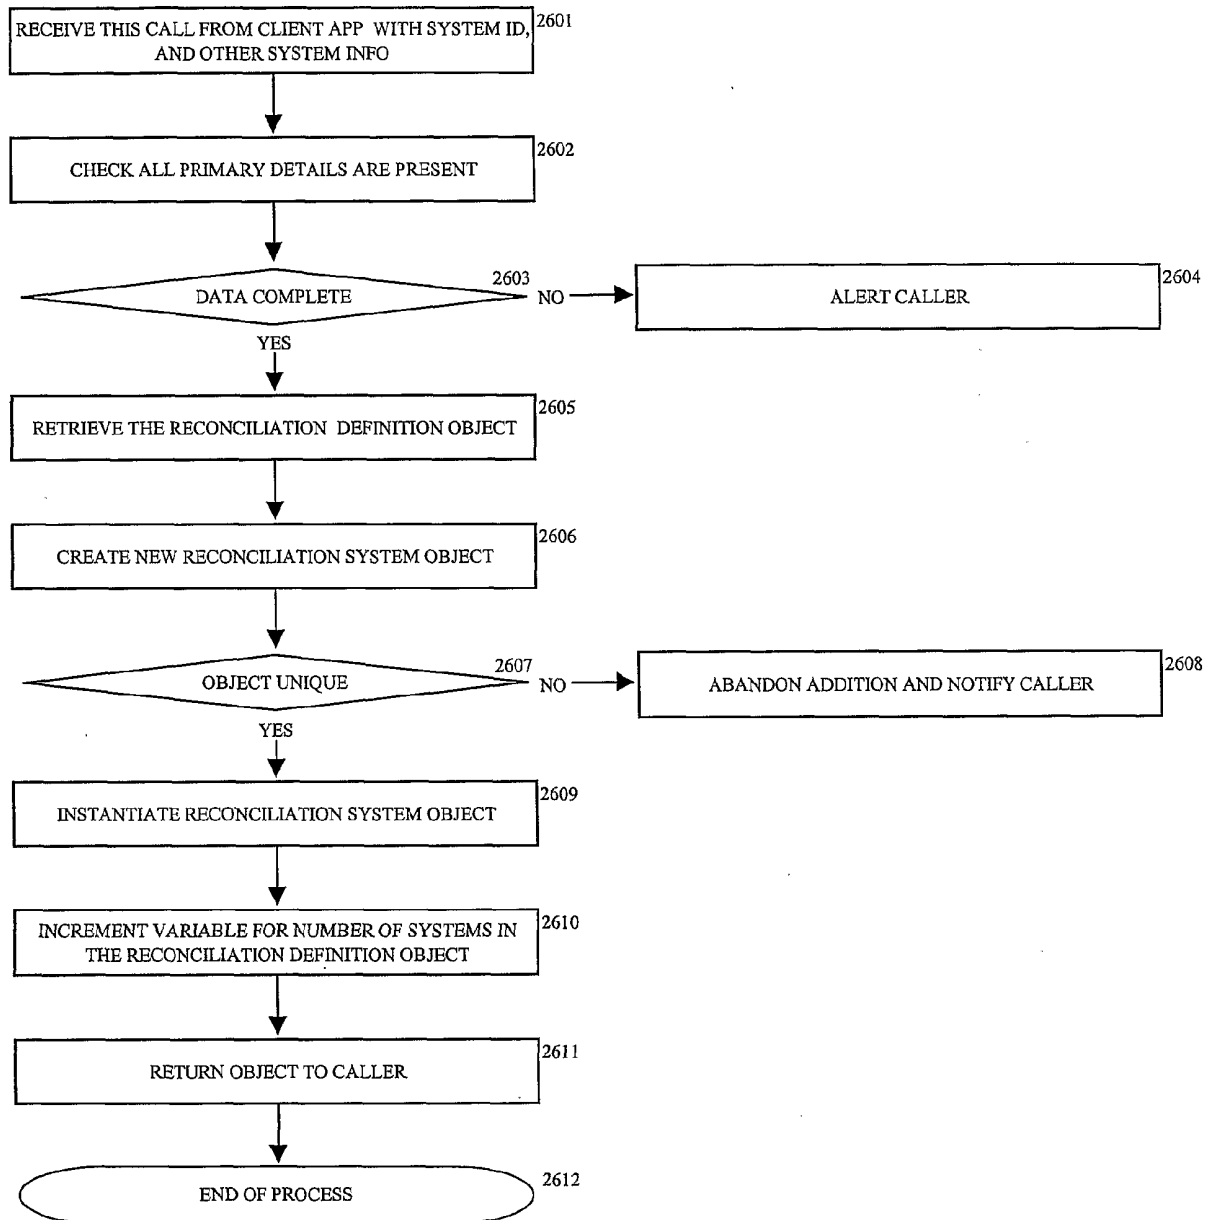 RECEIVE THIS CALL FROM CLIENT APP WITH SYSTEM ID,
AND OTHER SYSTEM INFO
2601
CHECK ALL PRIMARY DETAILS ARE PRESENT
2602
DATA COMPLETE
2603
NO
ALERT CALLER
2604
YES
RETRIEVE THE RECONCILIATION DEFINITION OBJECT
2605
CREATE NEW RECONCILIATION SYSTEM OBJECT
2606
OBJECT UNIQUE
2607
NO
ABANDON ADDITION AND NOTIFY CALLER
2608
YES
INSTANTIATE RECONCILIATION SYSTEM OBJECT
2609
INCREMENT VARIABLE FOR NUMBER OF SYSTEMS IN
THE RECONCILIATION DEFINITION OBJECT
2610
RETURN OBJECT TO CALLER
2611
END OF PROCESS
2612